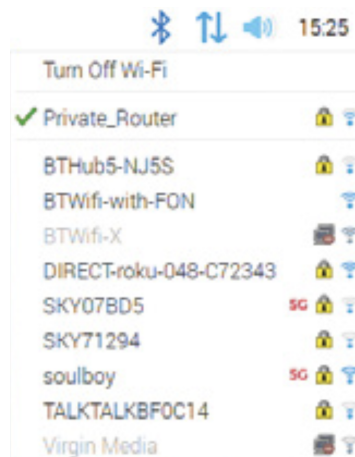 15:25
Turn Off Wi-Fi
Private_Router
BTHub5-NJ5S
BTWifi-with-FON
BTWifi-X
DIRECT-roku-048-C72343
SKY07BD5 5G
SKY71294
soulboy 5G
TALKTALKBF0C14
Virgin Media